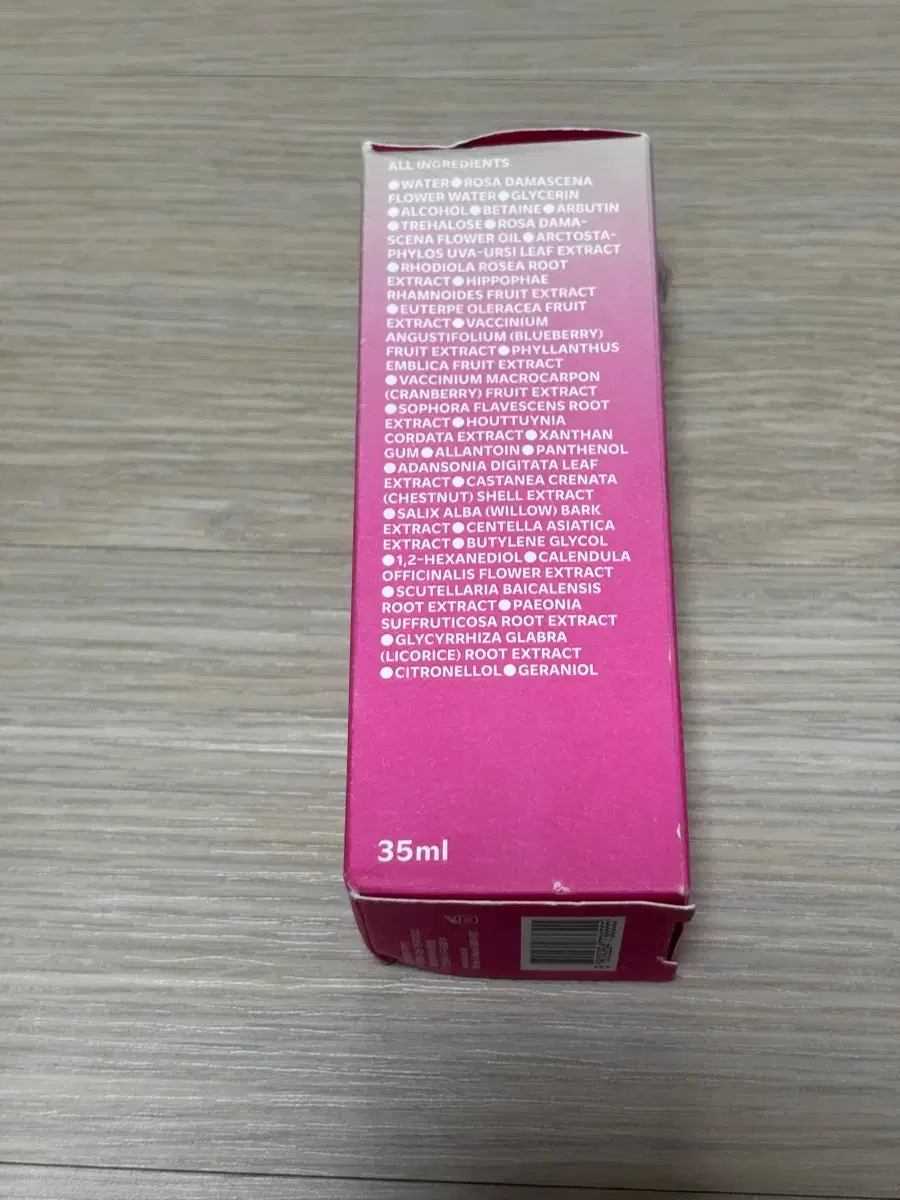 ALL INGREDIENTS
●WATER●ROSA DAMASCENA
FLOWER WATER●GLYCERIN
●ALCOHOL●BETAINE●ARBUTIN
●TREHALOSE●ROSA DAMA-
SCENA FLOWER OIL●ARCTOSTA-
PHYLOS UVA-URSI LEAF EXTRACT
●RHODIOLA ROSEA ROOT
EXTRACT●HIPPOPHAE
RHAMNOIDES FRUIT EXTRACT
●EUTERPE OLERACEA FRUIT
EXTRACT●VACCINIUM
ANGUSTIFOLIUM (BLUEBERRY)
FRUIT EXTRACT●PHYLLANTHUS
EMBLICA FRUIT EXTRACT
●VACCINIUM MACROCARPON
(CRANBERRY) FRUIT EXTRACT
●SOPHORA FLAVESCENS ROOT
EXTRACT●HOUTTUYNIA
CORDATA EXTRACT●XANTHAN
GUM●ALLANTOIN●PANTHENOL
●ADANSONIA DIGITATA LEAF
EXTRACT●CASTANEA CRENATA
(CHESTNUT) SHELL EXTRACT
●SALIX ALBA (WILLOW) BARK
EXTRACT●CENTELLA ASIATICA
EXTRACT●BUTYLENE GLYCOL
●1,2-HEXANEDIOL●CALENDULA
OFFICINALIS FLOWER EXTRACT
●SCUTELLARIA BAICALENSIS
ROOT EXTRACT●PAEONIA
SUFFRUTICOSA ROOT EXTRACT
●GLYCYRRHIZA GLABRA
(LICORICE) ROOT EXTRACT
●CITRONELLOL●GERANIOL
35ml